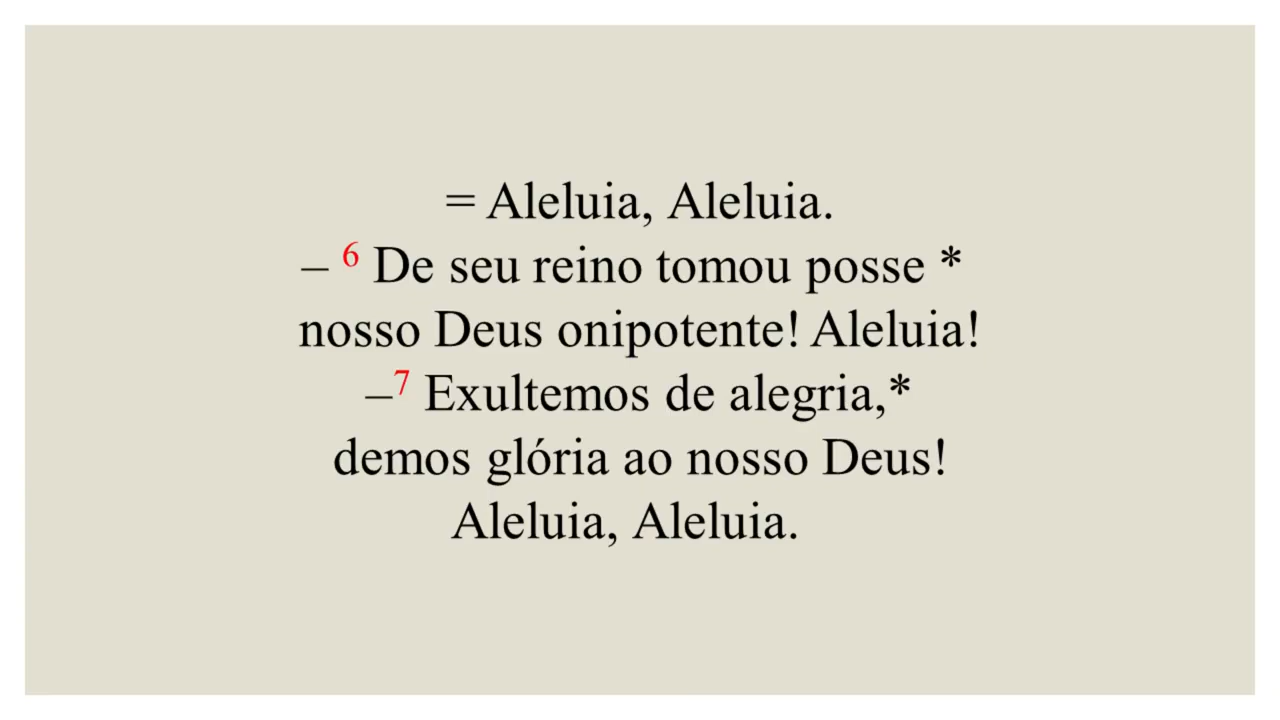 = Aleluia, Aleluia.
– 6 De seu reino tomou posse *
nosso Deus onipotente! Aleluia!
–7 Exultemos de alegria,*
demos glória ao nosso Deus!
Aleluia, Aleluia.